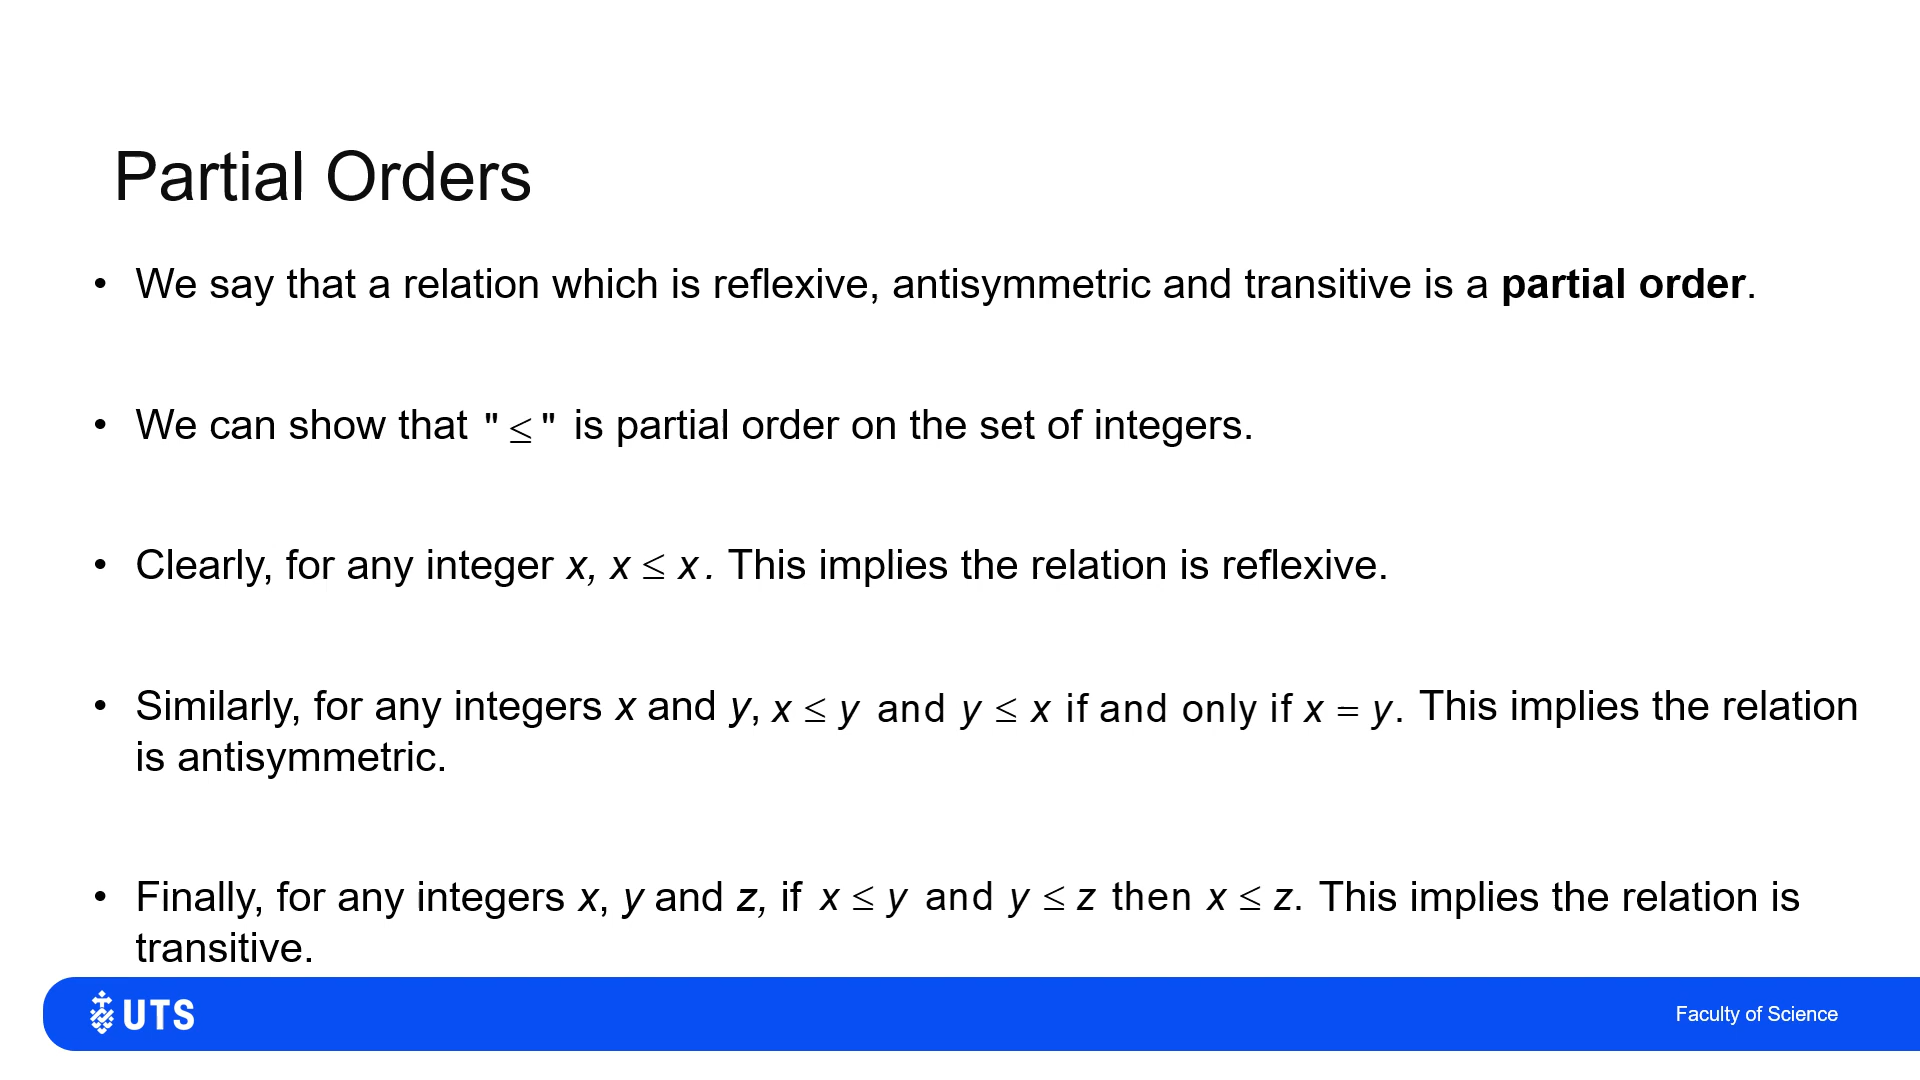 Partial Orders
• We say that a relation which is reflexive, antisymmetric and transitive is a partial order.
• We can show that "≤" is partial order on the set of integers.
• Clearly, for any integer x, x ≤ x. This implies the relation is reflexive.
• Similarly, for any integers x and y, x ≤ y and y ≤ x if and only if x = y. This implies the relation
is antisymmetric.
• Finally, for any integers x, y and z, if x ≤ y and y ≤ z then x ≤ z. This implies the relation is
transitive.
UTS
Faculty of Science